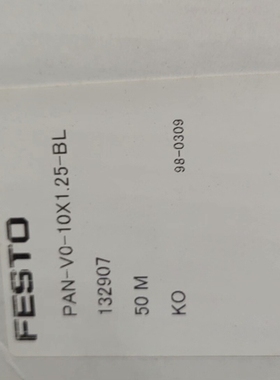 FESTO
PAN-V0-10X1.25-BL
132907
50 M
KO 98-0309